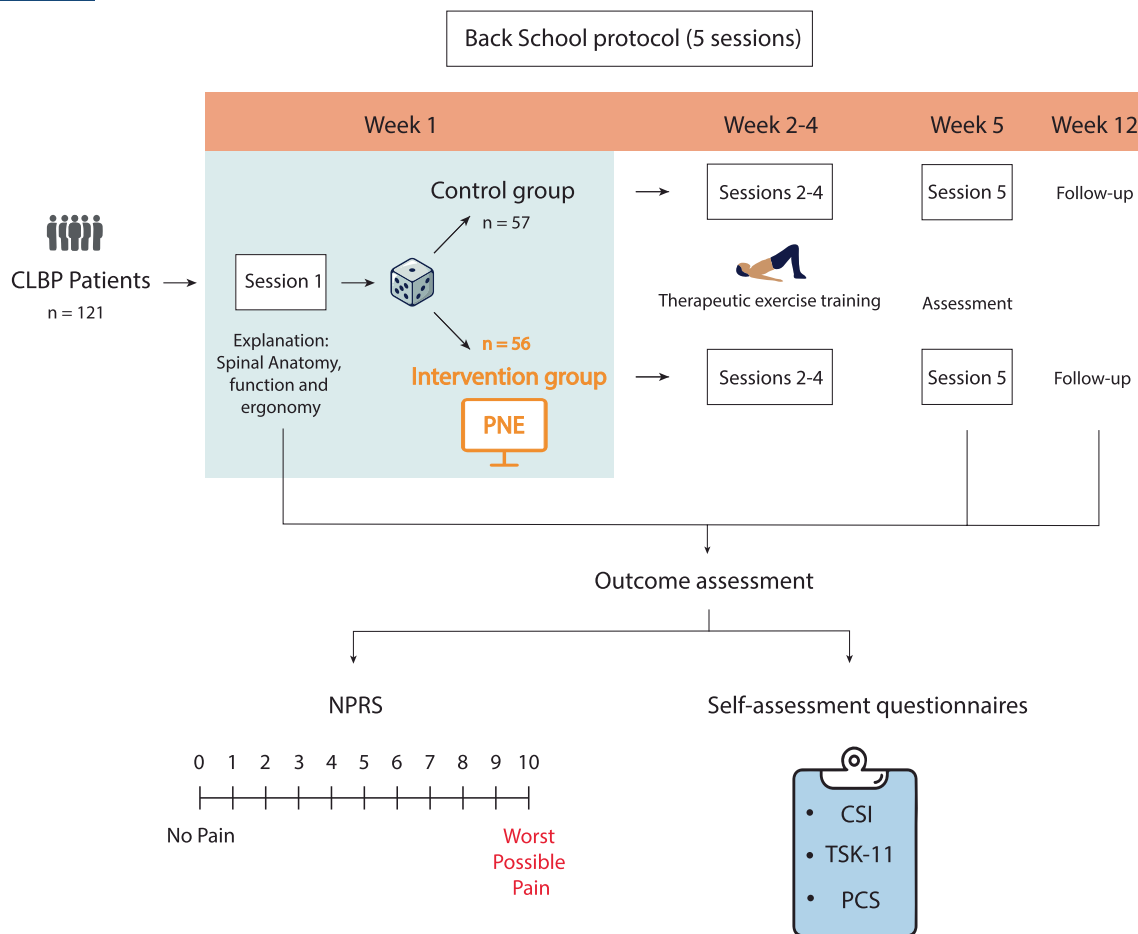 Back School protocol (5 sessions)
Week 1
Week 2-4
Week 5
Week 12
Control group
n = 57
Sessions 2-4
Session 5
Follow-up
CLBP Patients
n = 121
Session 1
Explanation:
Spinal Anatomy,
function and
ergonomy
Therapeutic exercise training
Assessment
n = 56
Intervention group
PNE
Sessions 2-4
Session 5
Follow-up
Outcome assessment
NPRS
0 1 2 3 4 5 6 7 8 9 10
No Pain
Worst
Possible
Pain
Self-assessment questionnaires
• CSI
• TSK-11
• PCS